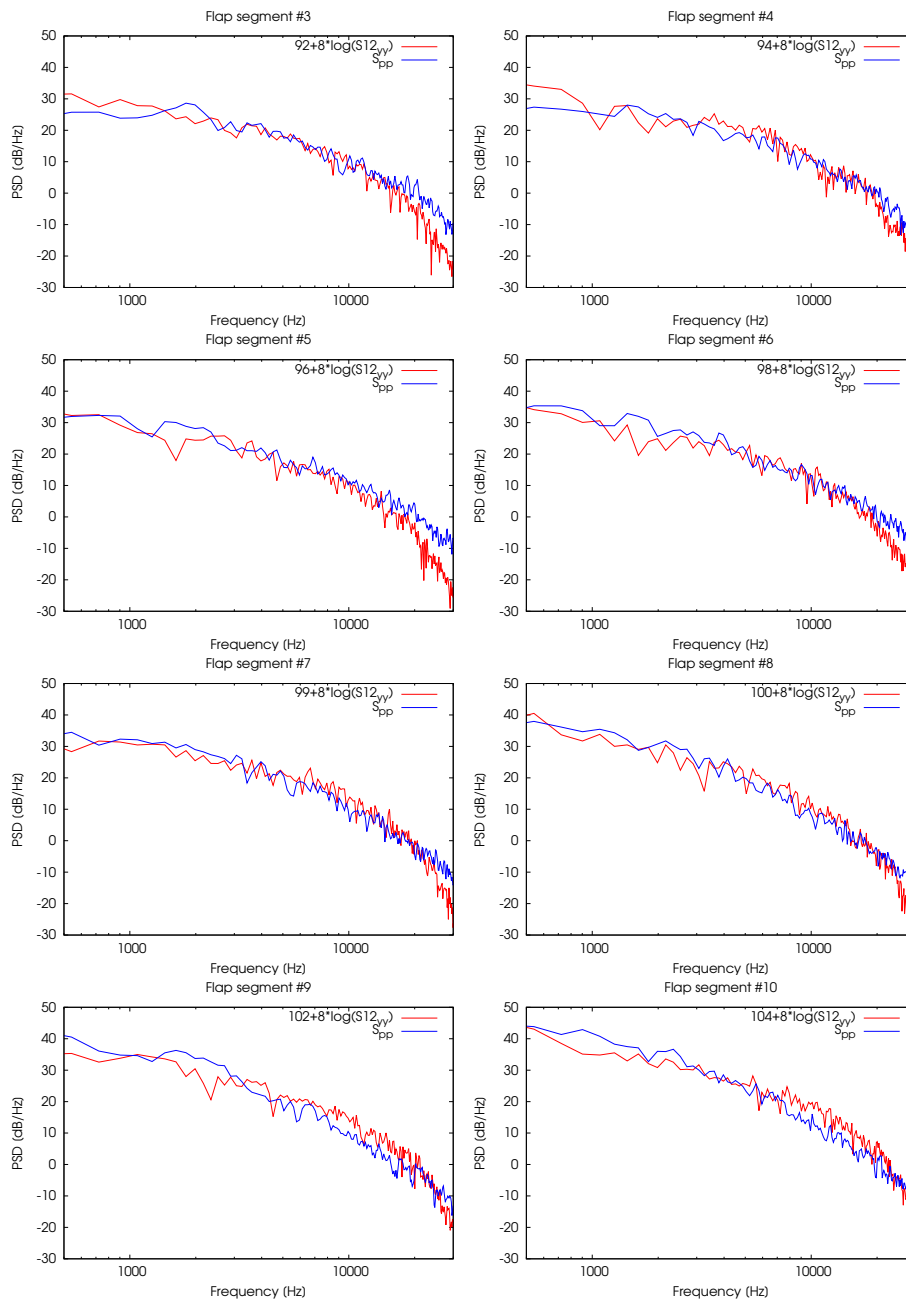 Flap segment #3
92+8*log(S12yy)
Spp
50
40
30
20
10
0
-10
-20
-30
PSD [dB/Hz]
1000 10000
Frequency [Hz]
Flap segment #4
94+8*log(S12yy)
Spp
50
40
30
20
10
0
-10
-20
-30
PSD [dB/Hz]
1000 10000
Frequency [Hz]
Flap segment #5
96+8*log(S12yy)
Spp
50
40
30
20
10
0
-10
-20
-30
PSD [dB/Hz]
1000 10000
Frequency [Hz]
Flap segment #6
98+8*log(S12yy)
Spp
50
40
30
20
10
0
-10
-20
-30
PSD [dB/Hz]
1000 10000
Frequency [Hz]
Flap segment #7
99+8*log(S12yy)
Spp
50
40
30
20
10
0
-10
-20
-30
PSD [dB/Hz]
1000 10000
Frequency [Hz]
Flap segment #8
100+8*log(S12yy)
Spp
50
40
30
20
10
0
-10
-20
-30
PSD [dB/Hz]
1000 10000
Frequency [Hz]
Flap segment #9
102+8*log(S12yy)
Spp
50
40
30
20
10
0
-10
-20
-30
PSD [dB/Hz]
1000 10000
Frequency [Hz]
Flap segment #10
104+8*log(S12yy)
Spp
50
40
30
20
10
0
-10
-20
-30
PSD [dB/Hz]
1000 10000
Frequency [Hz]